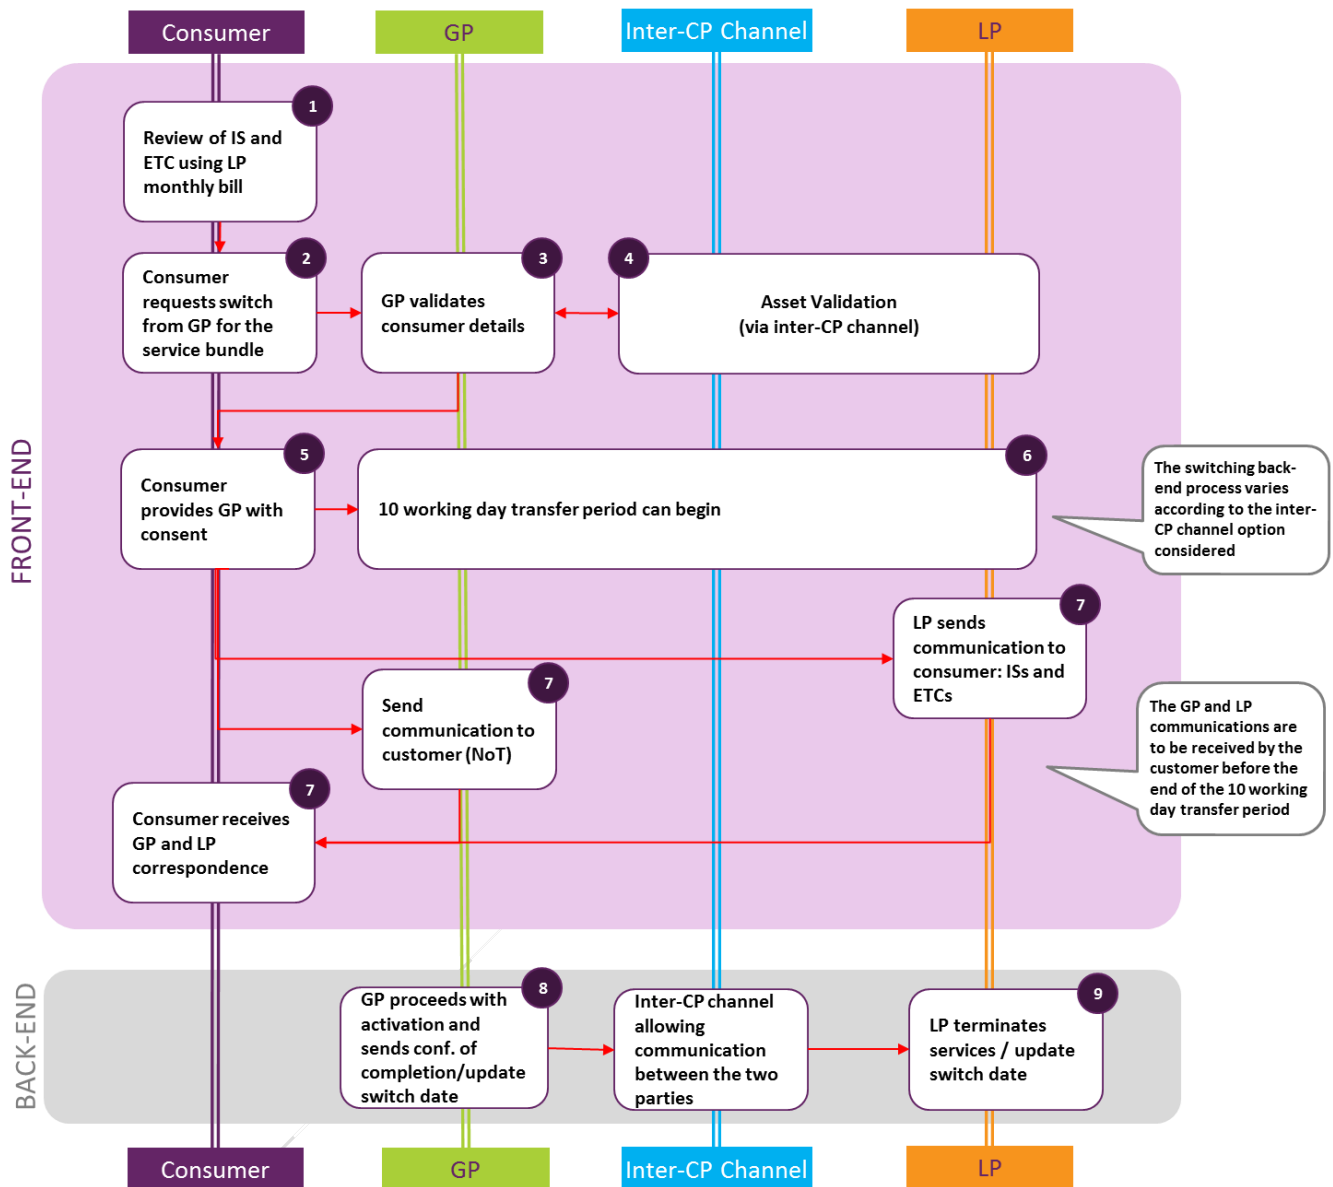 Consumer
GP
Inter-CP Channel
LP
FRONT-END
1
Review of IS and
ETC using LP
monthly bill
2
Consumer
requests switch
from GP for the
service bundle
3
GP validates
consumer details
4
Asset Validation
(via inter-CP channel)
5
Consumer
provides GP with
consent
6
10 working day transfer period can begin
The switching back-
end process varies
according to the inter-
CP channel option
considered
7
LP sends
communication to
consumer: ISs and
ETCs
7
Send
communication to
customer (NoT)
The GP and LP
communications are
to be received by the
customer before the
end of the 10 working
day transfer period
7
Consumer receives
GP and LP
correspondence
BACK-END
8
GP proceeds with
activation and
sends conf. of
completion/update
switch date
Inter-CP channel
allowing
communication
between the two
parties
9
LP terminates
services / update
switch date
Consumer
GP
Inter-CP Channel
LP